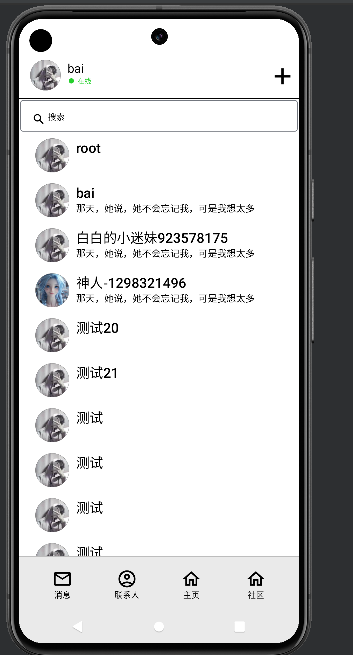 bai
在线
搜索
root
bai
那天，她说，她不会忘记我，可是我想太多
白白的小迷妹923578175
那天，她说，她不会忘记我，可是我想太多
神人-1298321496
那天，她说，她不会忘记我，可是我想太多
测试20
测试21
测试
测试
测试
测试
消息
联系人
主页
社区